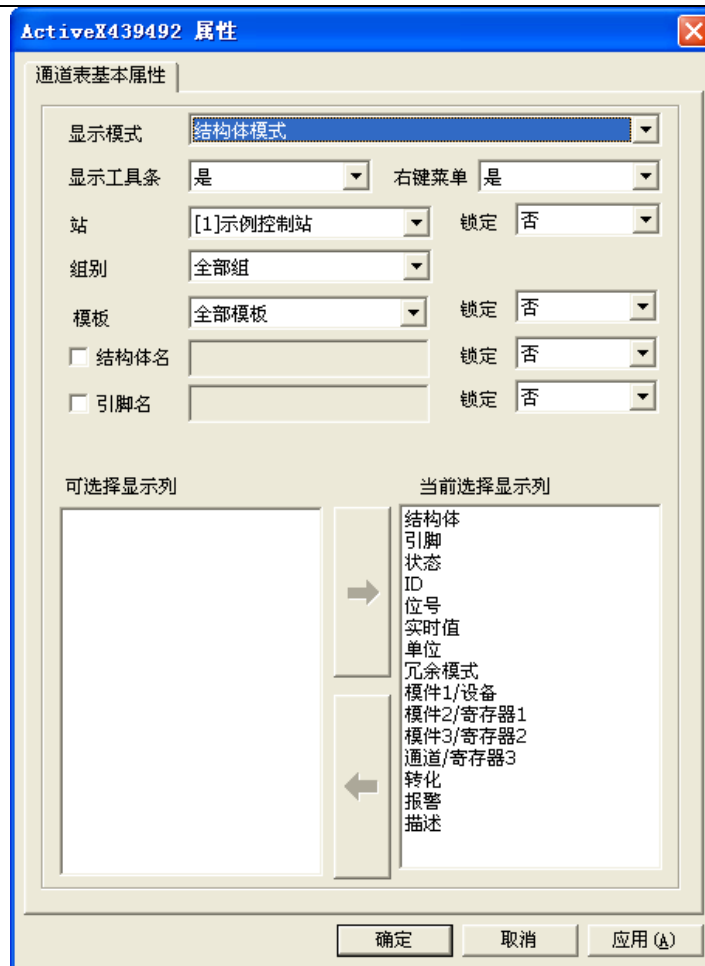 ActiveX439492 属性
通道表基本属性
显示模式 结构体模式
显示工具条 是 右键菜单 是
站 [1]示例控制站 锁定 否
组别 全部组
模板 全部模板 锁定 否
结构体名 锁定 否
引脚名 锁定 否
可选择显示列 当前选择显示列
结构体
引脚
状态
ID
位号
实时值
单位
冗余模式
模件1/设备
模件2/寄存器1
模件3/寄存器2
通道/寄存器3
转化
报警
描述
确定 取消 应用(A)